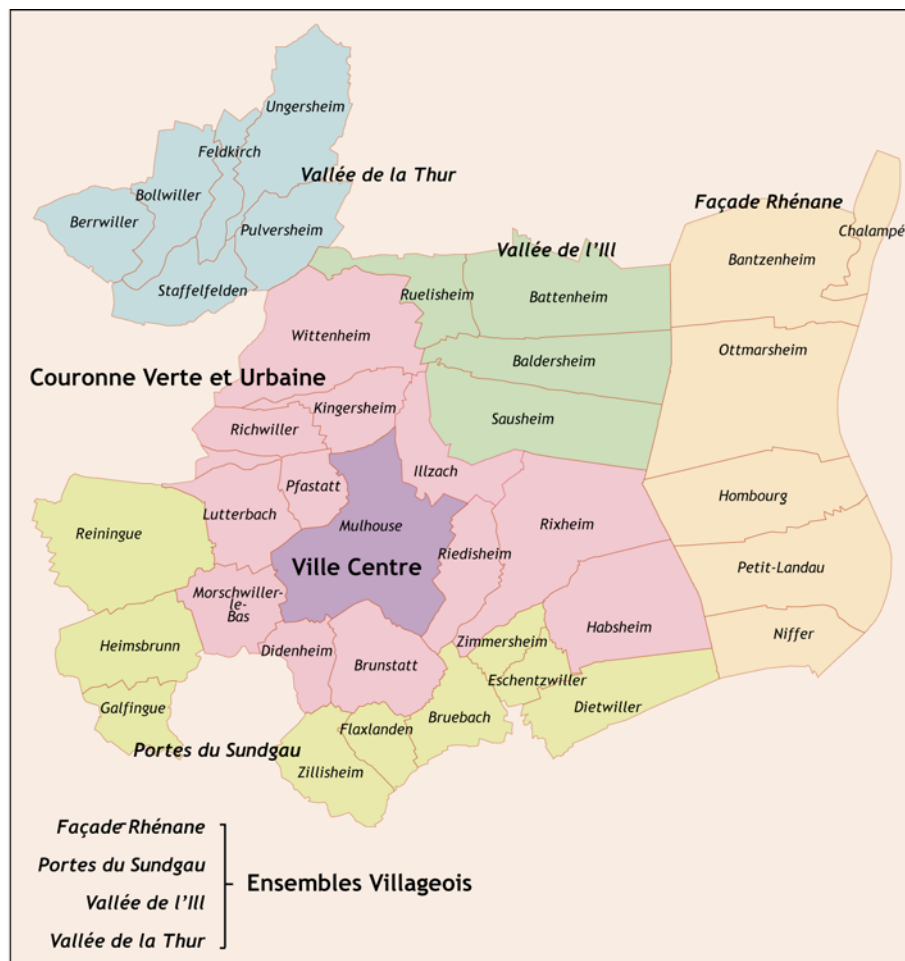 Ungersheim
Feldkirch
Vallée de la Thur
Bollwiller
Berrwiller
Pulversheim
Staffelfelden
Façade Rhénane
Chalampé
Vallée de l'Ill
Bantzenheim
Ruelisheim
Battenheim
Wittenheim
Ottmarsheim
Baldersheim
Couronne Verte et Urbaine
Kingersheim
Sausheim
Richwiller
Illzach
Pfastatt
Hombourg
Lutterbach
Mulhouse
Rixheim
Reiningue
Riedisheim
Ville Centre
Petit-Landau
Morschwiller-
le-
Bas
Habsheim
Niffer
Heimsbrunn
Didenheim
Zimmersheim
Brunstatt
Eschentzwiller
Galfingue
Dietwiller
Bruebach
Flaxlanden
Portes du Sundgau
Zillisheim
Façade Rhénane
Portes du Sundgau
Ensembles Villageois
Vallée de l'Ill
Vallée de la Thur